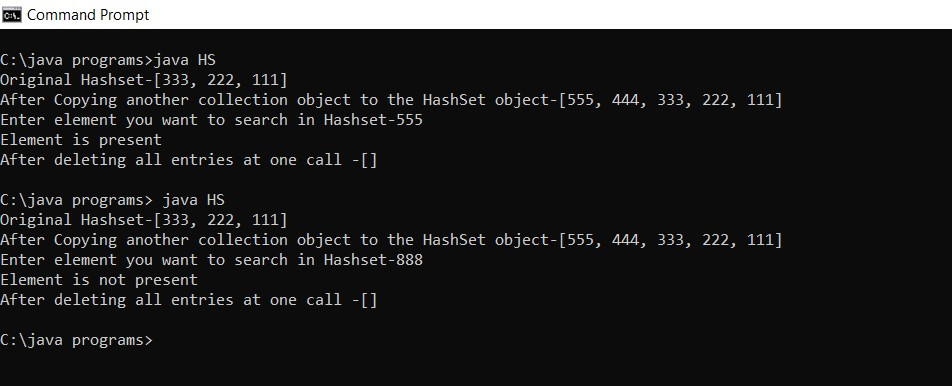 Command Prompt
C:\java programs>java HS
Original Hashset-[333, 222, 111]
After Copying another collection object to the HashSet object-[555, 444, 333, 222, 111]
Enter element you want to search in Hashset-555
Element is present
After deleting all entries at one call -[]
C:\java programs> java HS
Original Hashset-[333, 222, 111]
After Copying another collection object to the HashSet object-[555, 444, 333, 222, 111]
Enter element you want to search in Hashset-888
Element is not present
After deleting all entries at one call -[]
C:\java programs>